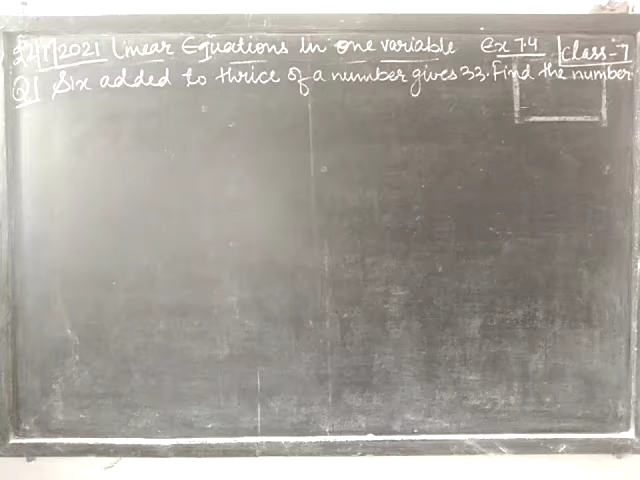 22/7/2021 Linear Equations in one variable Ex 7.4 Class-7
Q1 Six added to thrice of a number gives 33. Find the number